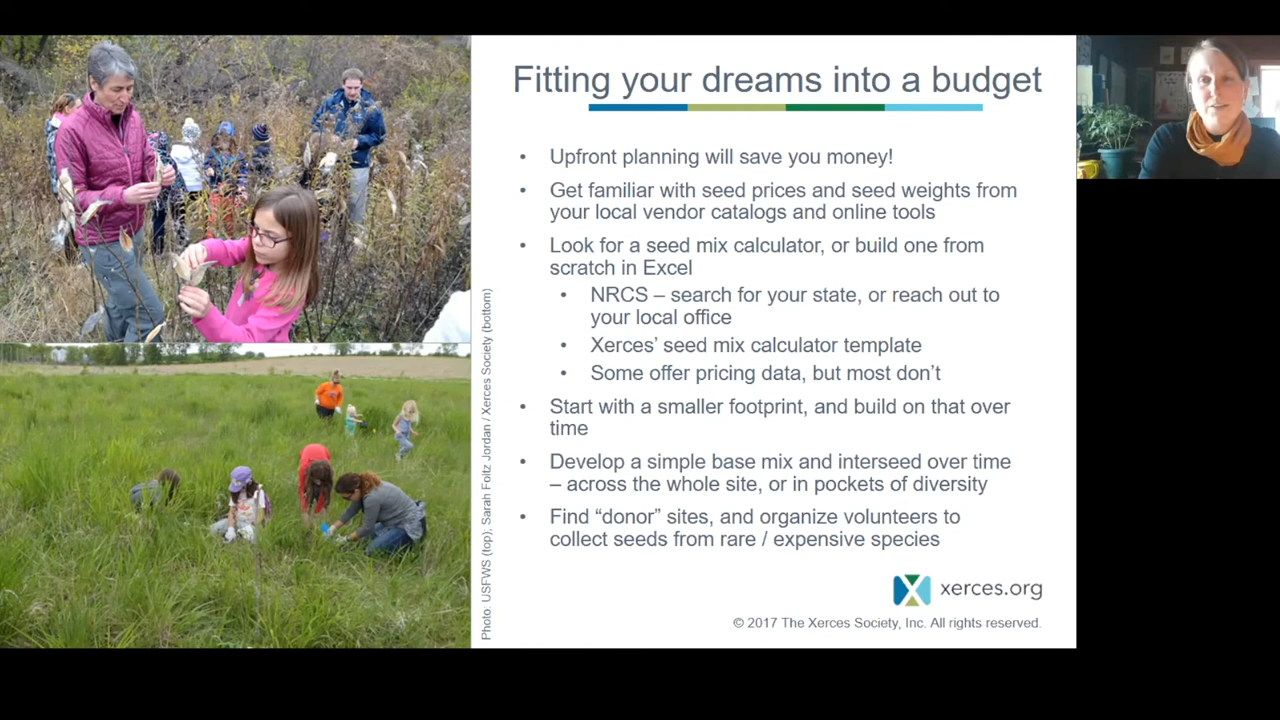 Fitting your dreams into a budget
• Upfront planning will save you money!
• Get familiar with seed prices and seed weights from
your local vendor catalogs and online tools
• Look for a seed mix calculator, or build one from
scratch in Excel
• NRCS – search for your state, or reach out to
your local office
• Xerces’ seed mix calculator template
• Some offer pricing data, but most don’t
• Start with a smaller footprint, and build on that over
time
• Develop a simple base mix and interseed over time
– across the whole site, or in pockets of diversity
• Find “donor” sites, and organize volunteers to
collect seeds from rare / expensive species
Photo: USFWS (top); Sarah Foltz Jordan / Xerces Society (bottom)
xerces.org
© 2017 The Xerces Society, Inc. All rights reserved.